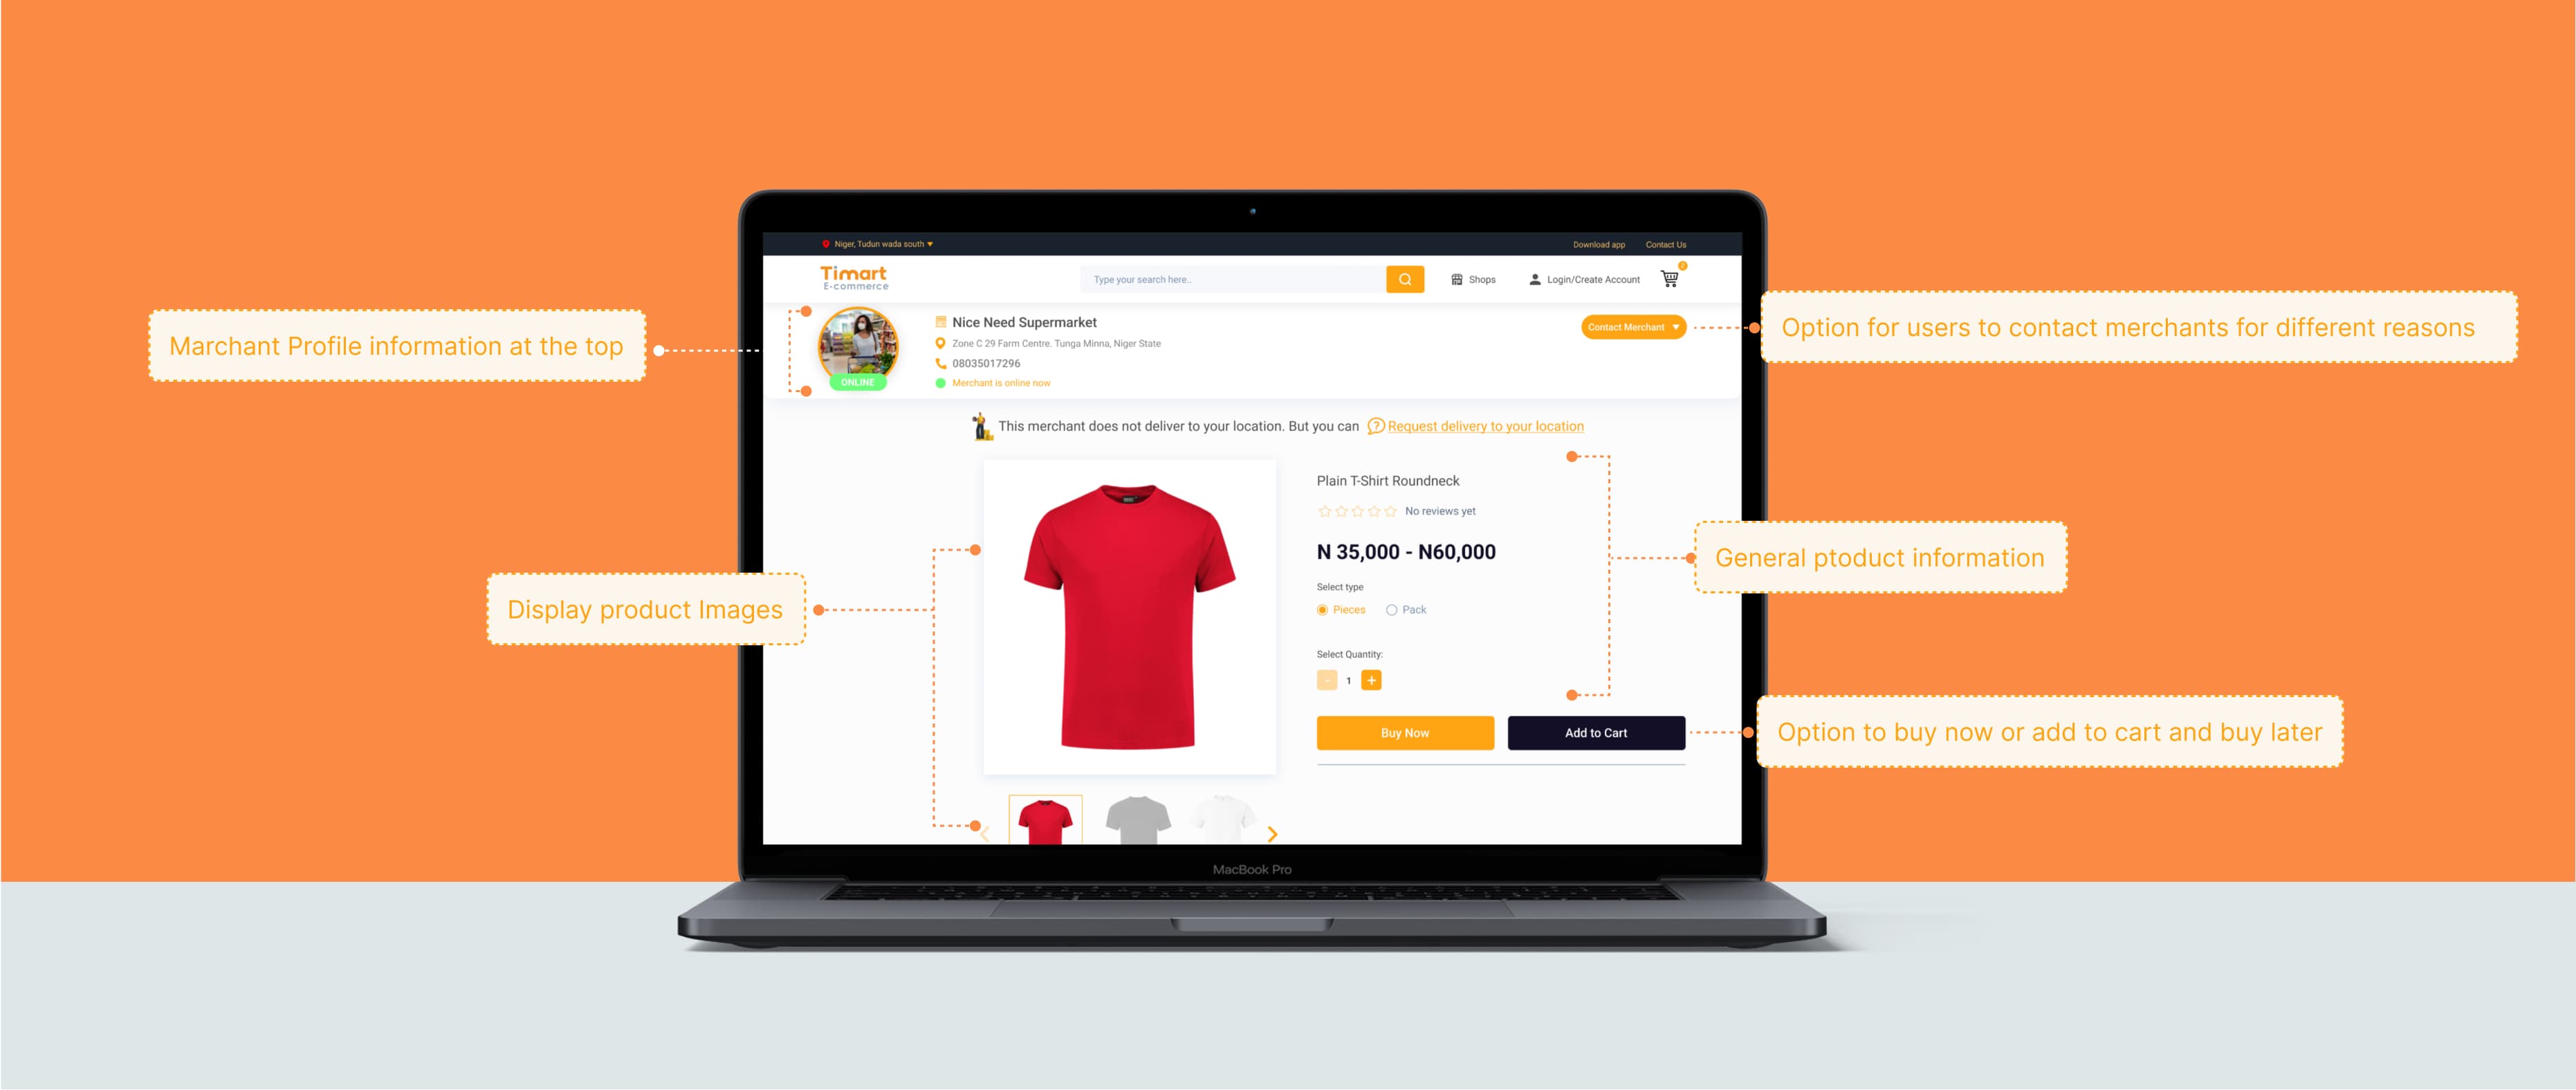 Niger, Tudun wada south
Download app
Contact Us
Timart
E-commerce
Type your search here..
Shops
Login/Create Account
0
Marchant Profile information at the top
ONLINE
Nice Need Supermarket
Zone C 29 Farm Centre. Tunga Minna, Niger State
08035017296
Merchant is online now
Contact Merchant
Option for users to contact merchants for different reasons
This merchant does not deliver to your location. But you can Request delivery to your location
Display product Images
Plain T-Shirt Roundneck
No reviews yet
N 35,000 - N60,000
Select type
Pieces
Pack
General ptoduct information
Select Quantity:
- 1 +
Buy Now
Add to Cart
Option to buy now or add to cart and buy later
MacBook Pro